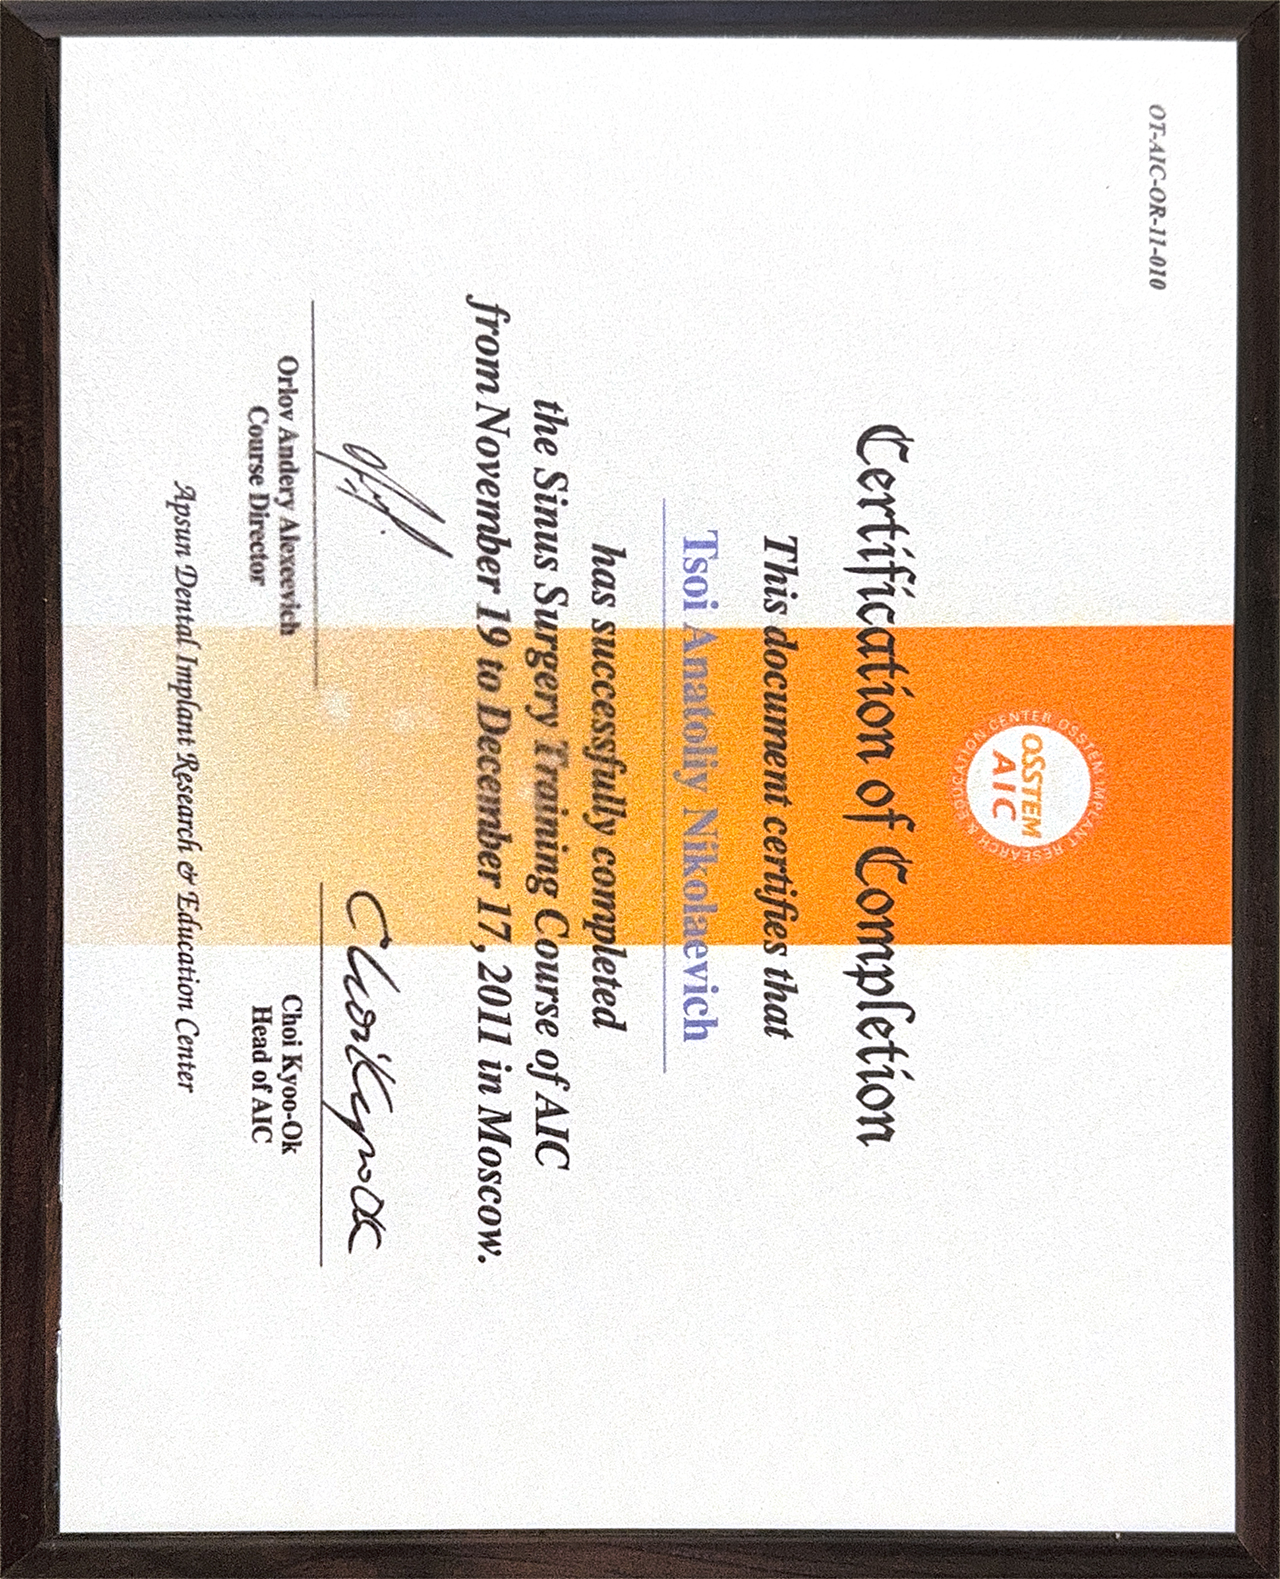 OT-AIC-OR-11-010
OSSTEM IMPLANT RESEARCH & EDUCATION CENTER
OSSTEM
AIC
Certification of Completion
This document certifies that
Tsoi Anatoliy Nikolaevich
has successfully completed
the Sinus Surgery Training Course of AIC
from November 19 to December 17, 2011 in Moscow.
Choi Kyoo-Ok
Orlov Andery Alexeevich
Course Director
Choi Kyoo-Ok
Head of AIC
Apsun Dental Implant Research & Education Center